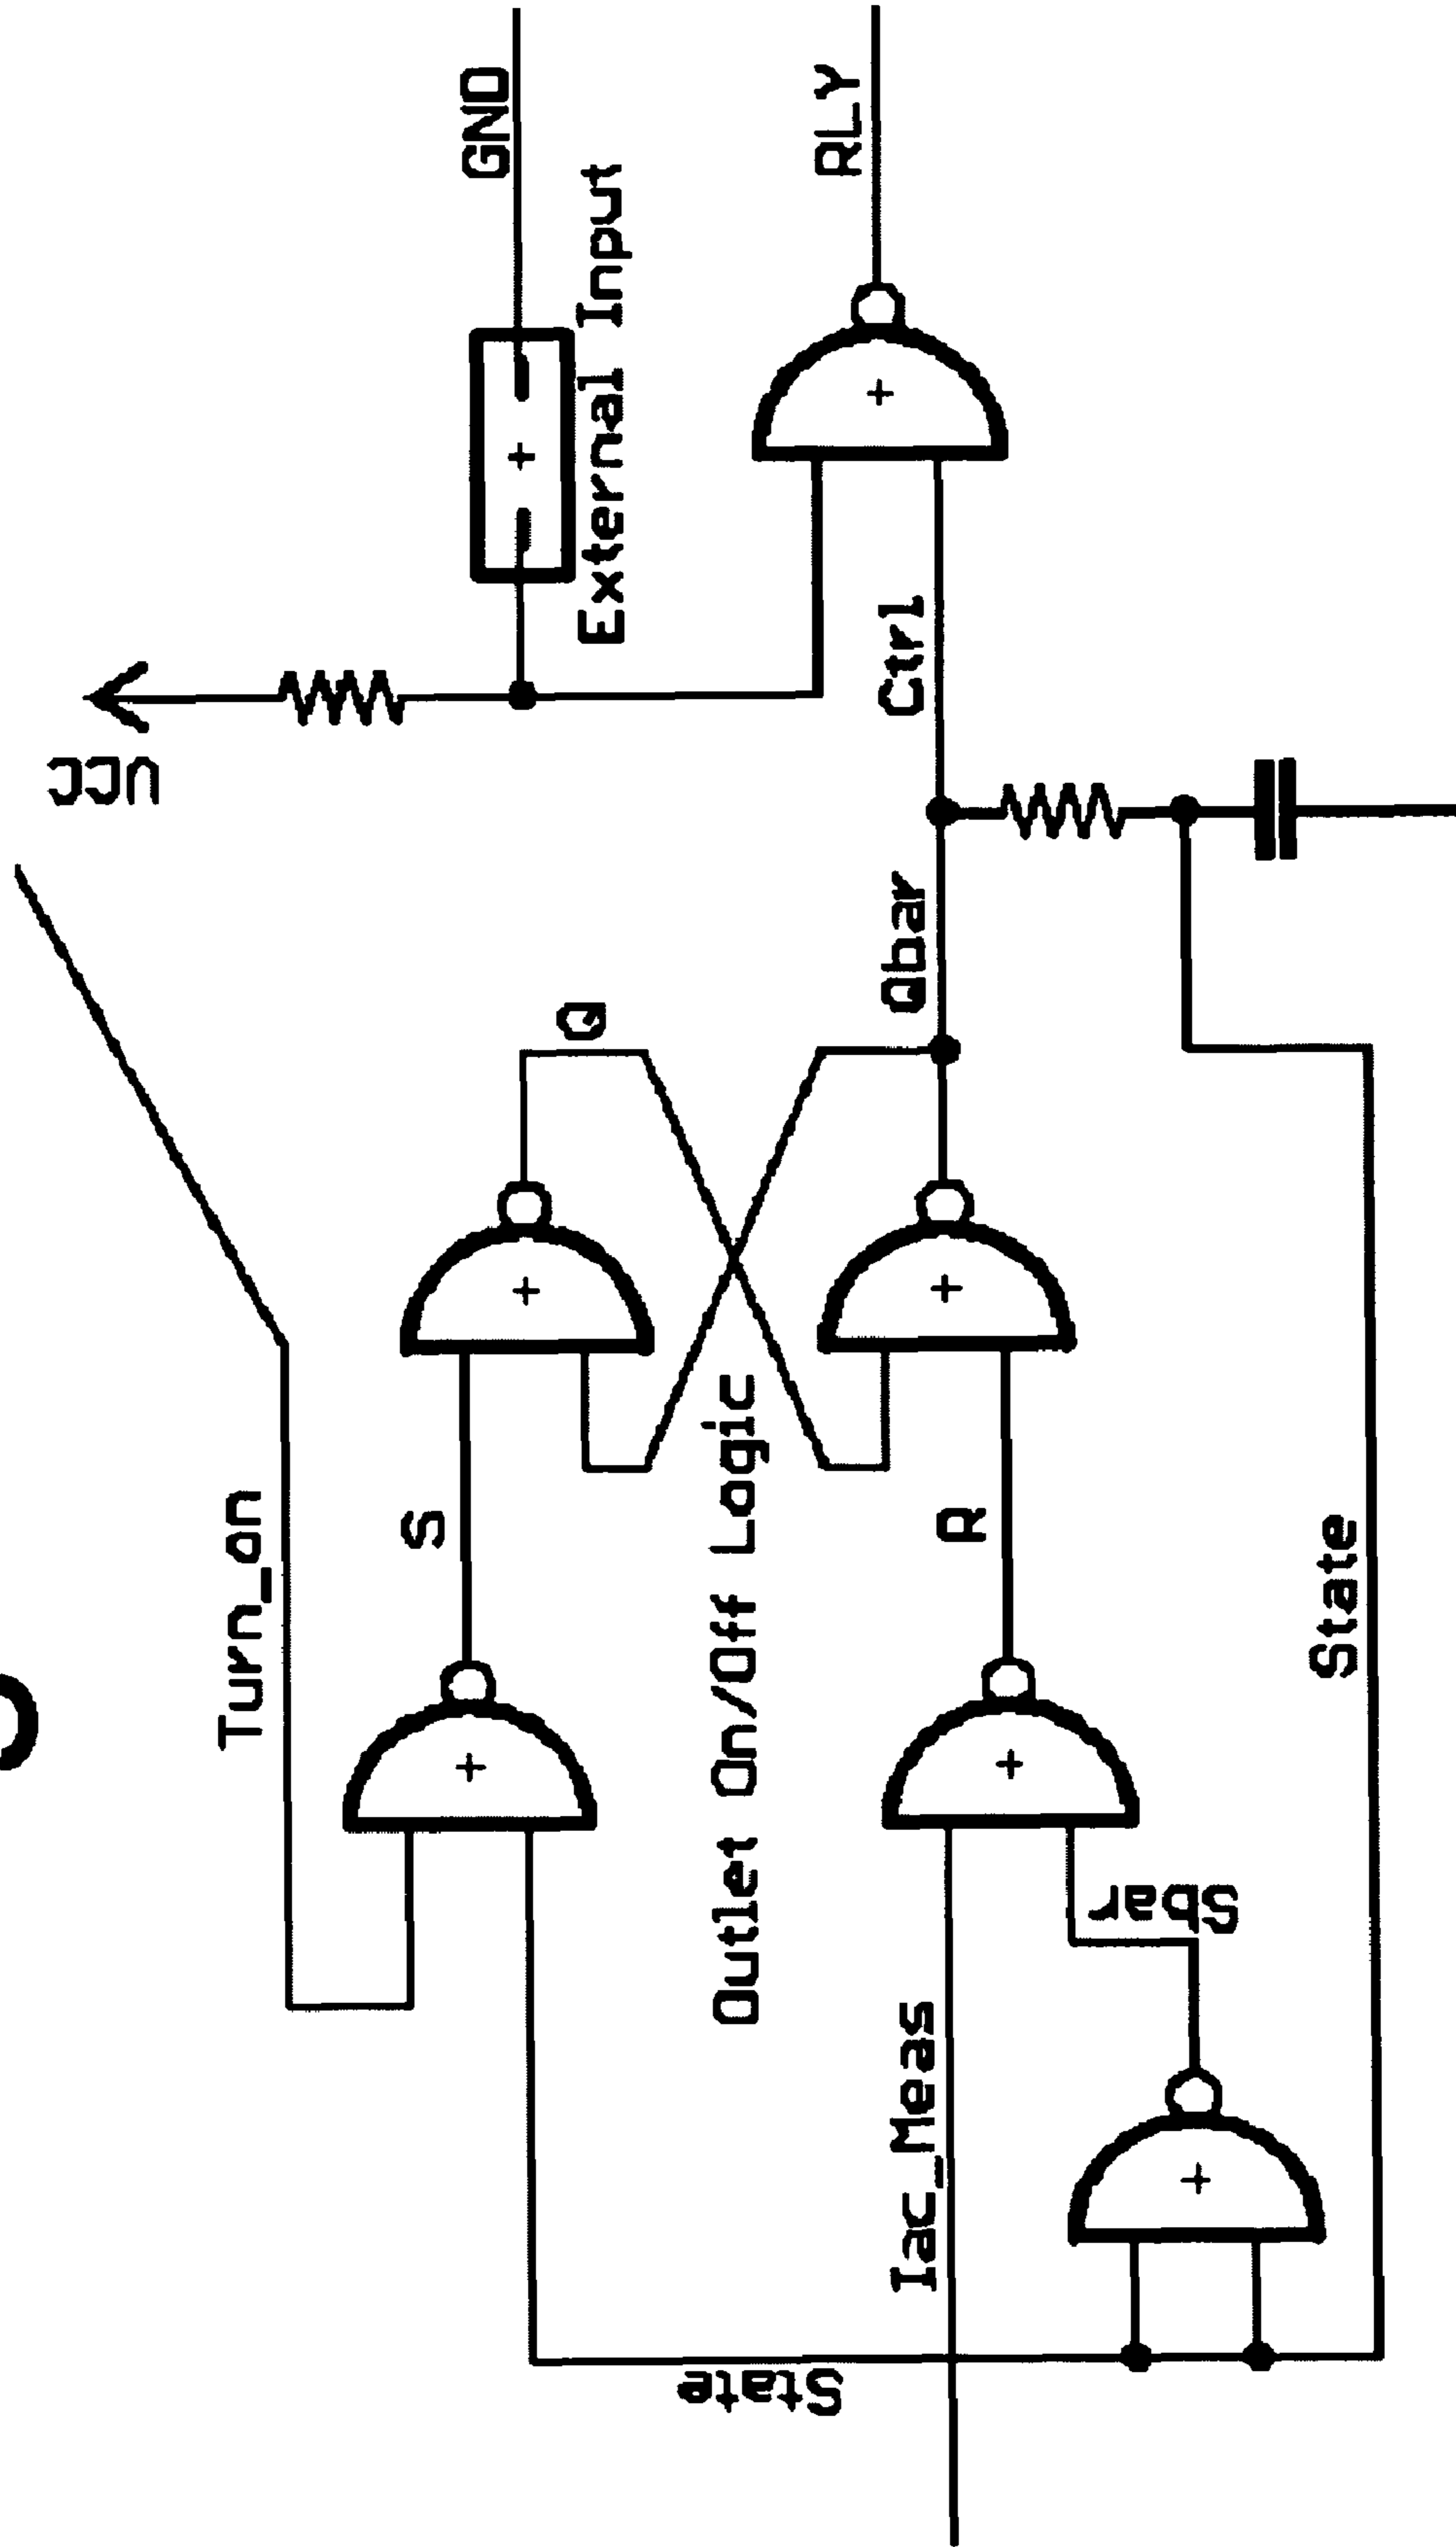 GND
External Input
RLY
VCC
Ctrl
Qbar
Q
Turn_on
S
Outlet On/Off Logic
R
State
Sbar
Iac_Meas
State